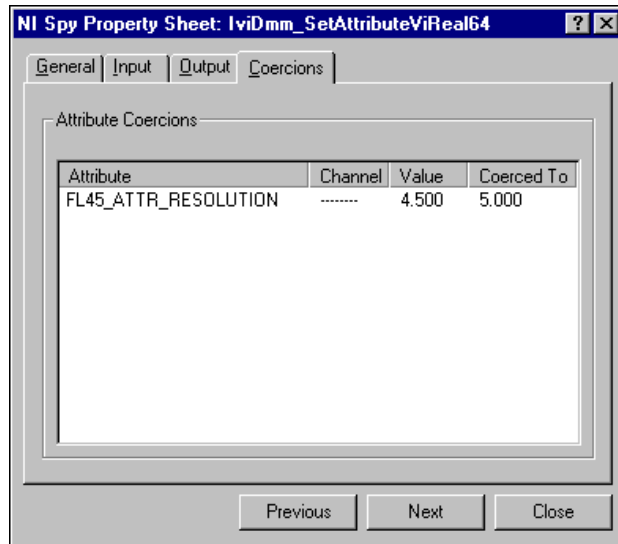 NI Spy Property Sheet: IviDmm_SetAttributeViReal64
General Input Output Coercions
Attribute Coercions
Attribute Channel Value Coerced To
FL45_ATTR_RESOLUTION -------- 4.500 5.000
Previous Next Close